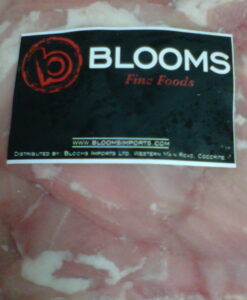 BLOOMS
Fine Foods
WWW.BLOOMSIMPORTS.COM
DISTRIBUTED BY: BLOOMS IMPORTS LTD. WESTERN MAIN ROAD, COCORITE